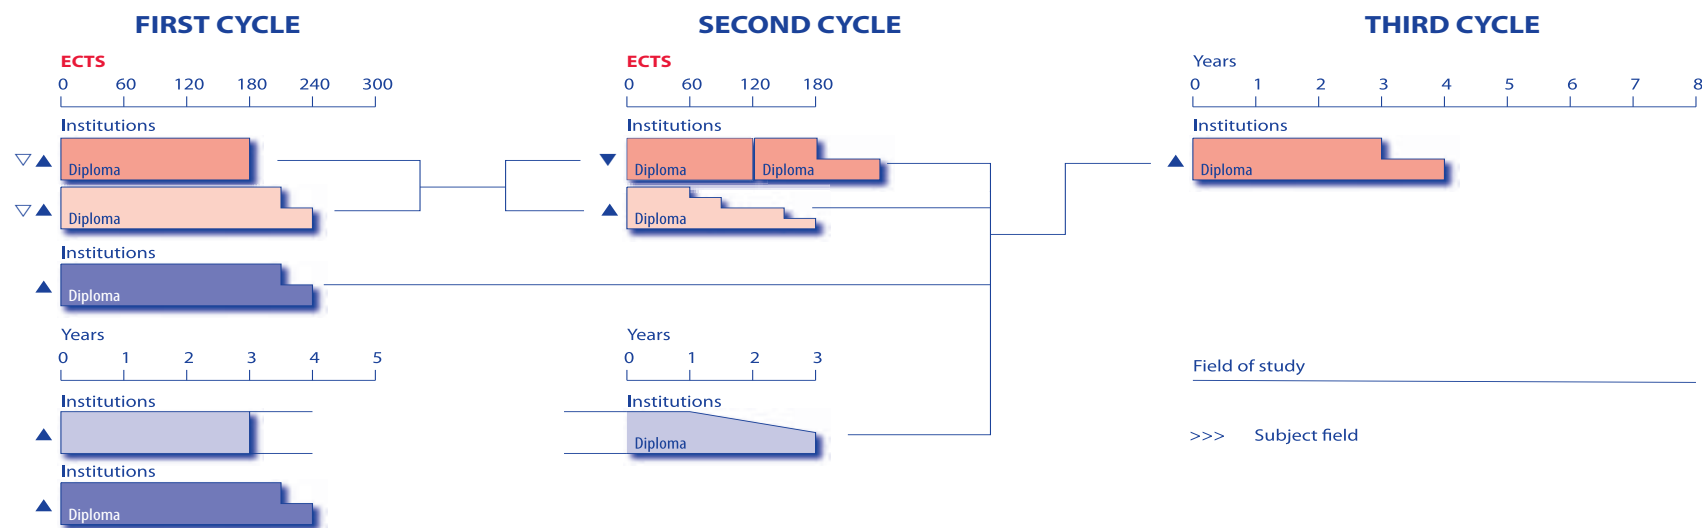 FIRST CYCLE
SECOND CYCLE
THIRD CYCLE
ECTS
ECTS
Years
0 60 120 180 240 300
0 60 120 180
0 1 2 3 4 5 6 7 8
Institutions
Institutions
Institutions
Diploma
Diploma
Diploma
Diploma
Diploma
Diploma
Institutions
Diploma
Years
Years
0 1 2 3 4 5
0 1 2 3
Field of study
Institutions
Institutions
Diploma
>>> Subject field
Institutions
Diploma